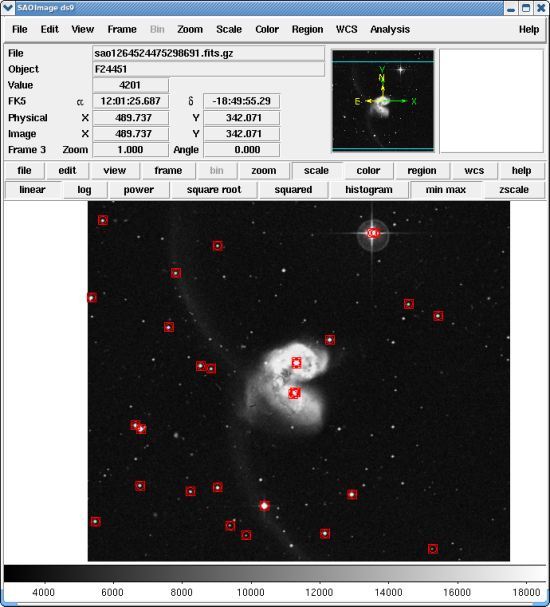 SAOImage ds9
File Edit View Frame Bin Zoom Scale Color Region WCS Analysis Help
File sao1264524475298691.fits.gz
Object F24451
Value 4201
FK5 α 12:01:25.687 δ -18:49:55.29
Physical X 489.737 Y 342.071
Image X 489.737 Y 342.071
Frame 3 Zoom 1.000 Angle 0.000
Y
N
E X
file edit view frame bin zoom scale color region wcs help
linear log power square root squared histogram min max zscale
4000 6000 8000 10000 12000 14000 16000 18000